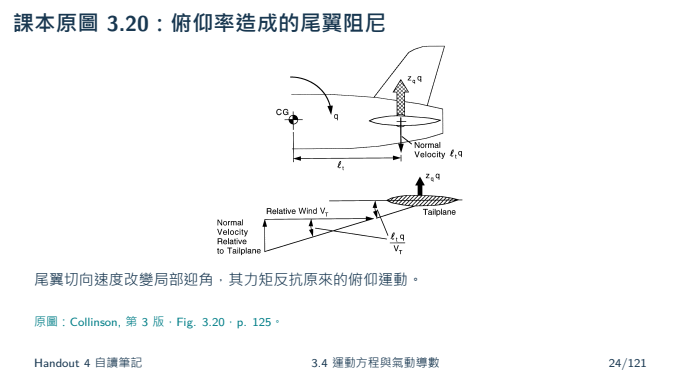 課本原圖 3.20：俯仰率造成的尾翼阻尼
z_q q
CG
q
Normal
Velocity ℓ_t q
ℓ_t
z_q q
Relative Wind V_T
Tailplane
Normal
Velocity
Relative
to Tailplane
ℓ_t q
V_T
尾翼切向速度改變局部迎角，其力矩反抗原來的俯仰運動。
原圖：Collinson, 第 3 版，Fig. 3.20，p. 125。
Handout 4 自讀筆記
3.4 運動方程與氣動導數
24/121